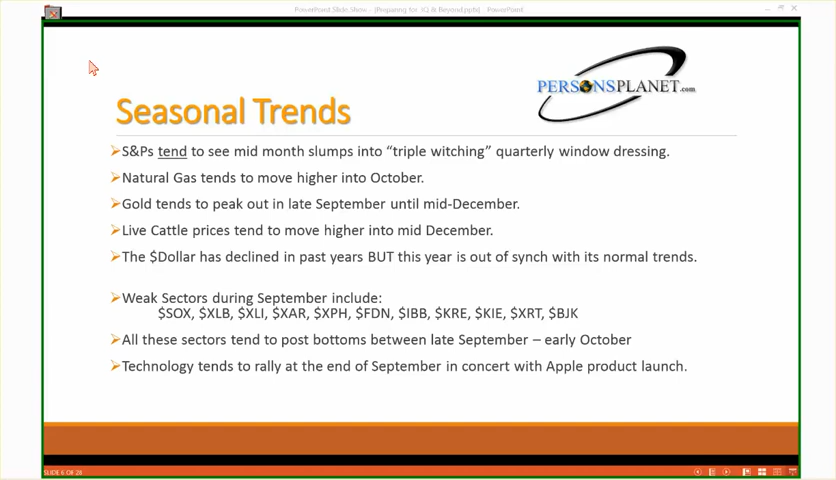 PowerPoint Slide Show - [Preparing for 3Q & Beyond.pptx] - PowerPoint
PERSONSPLANET.com
Seasonal Trends
S&Ps tend to see mid month slumps into “triple witching” quarterly window dressing.
Natural Gas tends to move higher into October.
Gold tends to peak out in late September until mid-December.
Live Cattle prices tend to move higher into mid December.
The $Dollar has declined in past years BUT this year is out of synch with its normal trends.
Weak Sectors during September include:
$SOX, $XLB, $XLI, $XAR, $XPH, $FDN, $IBB, $KRE, $KIE, $XRT, $BJK
All these sectors tend to post bottoms between late September – early October
Technology tends to rally at the end of September in concert with Apple product launch.
SLIDE 6 OF 28